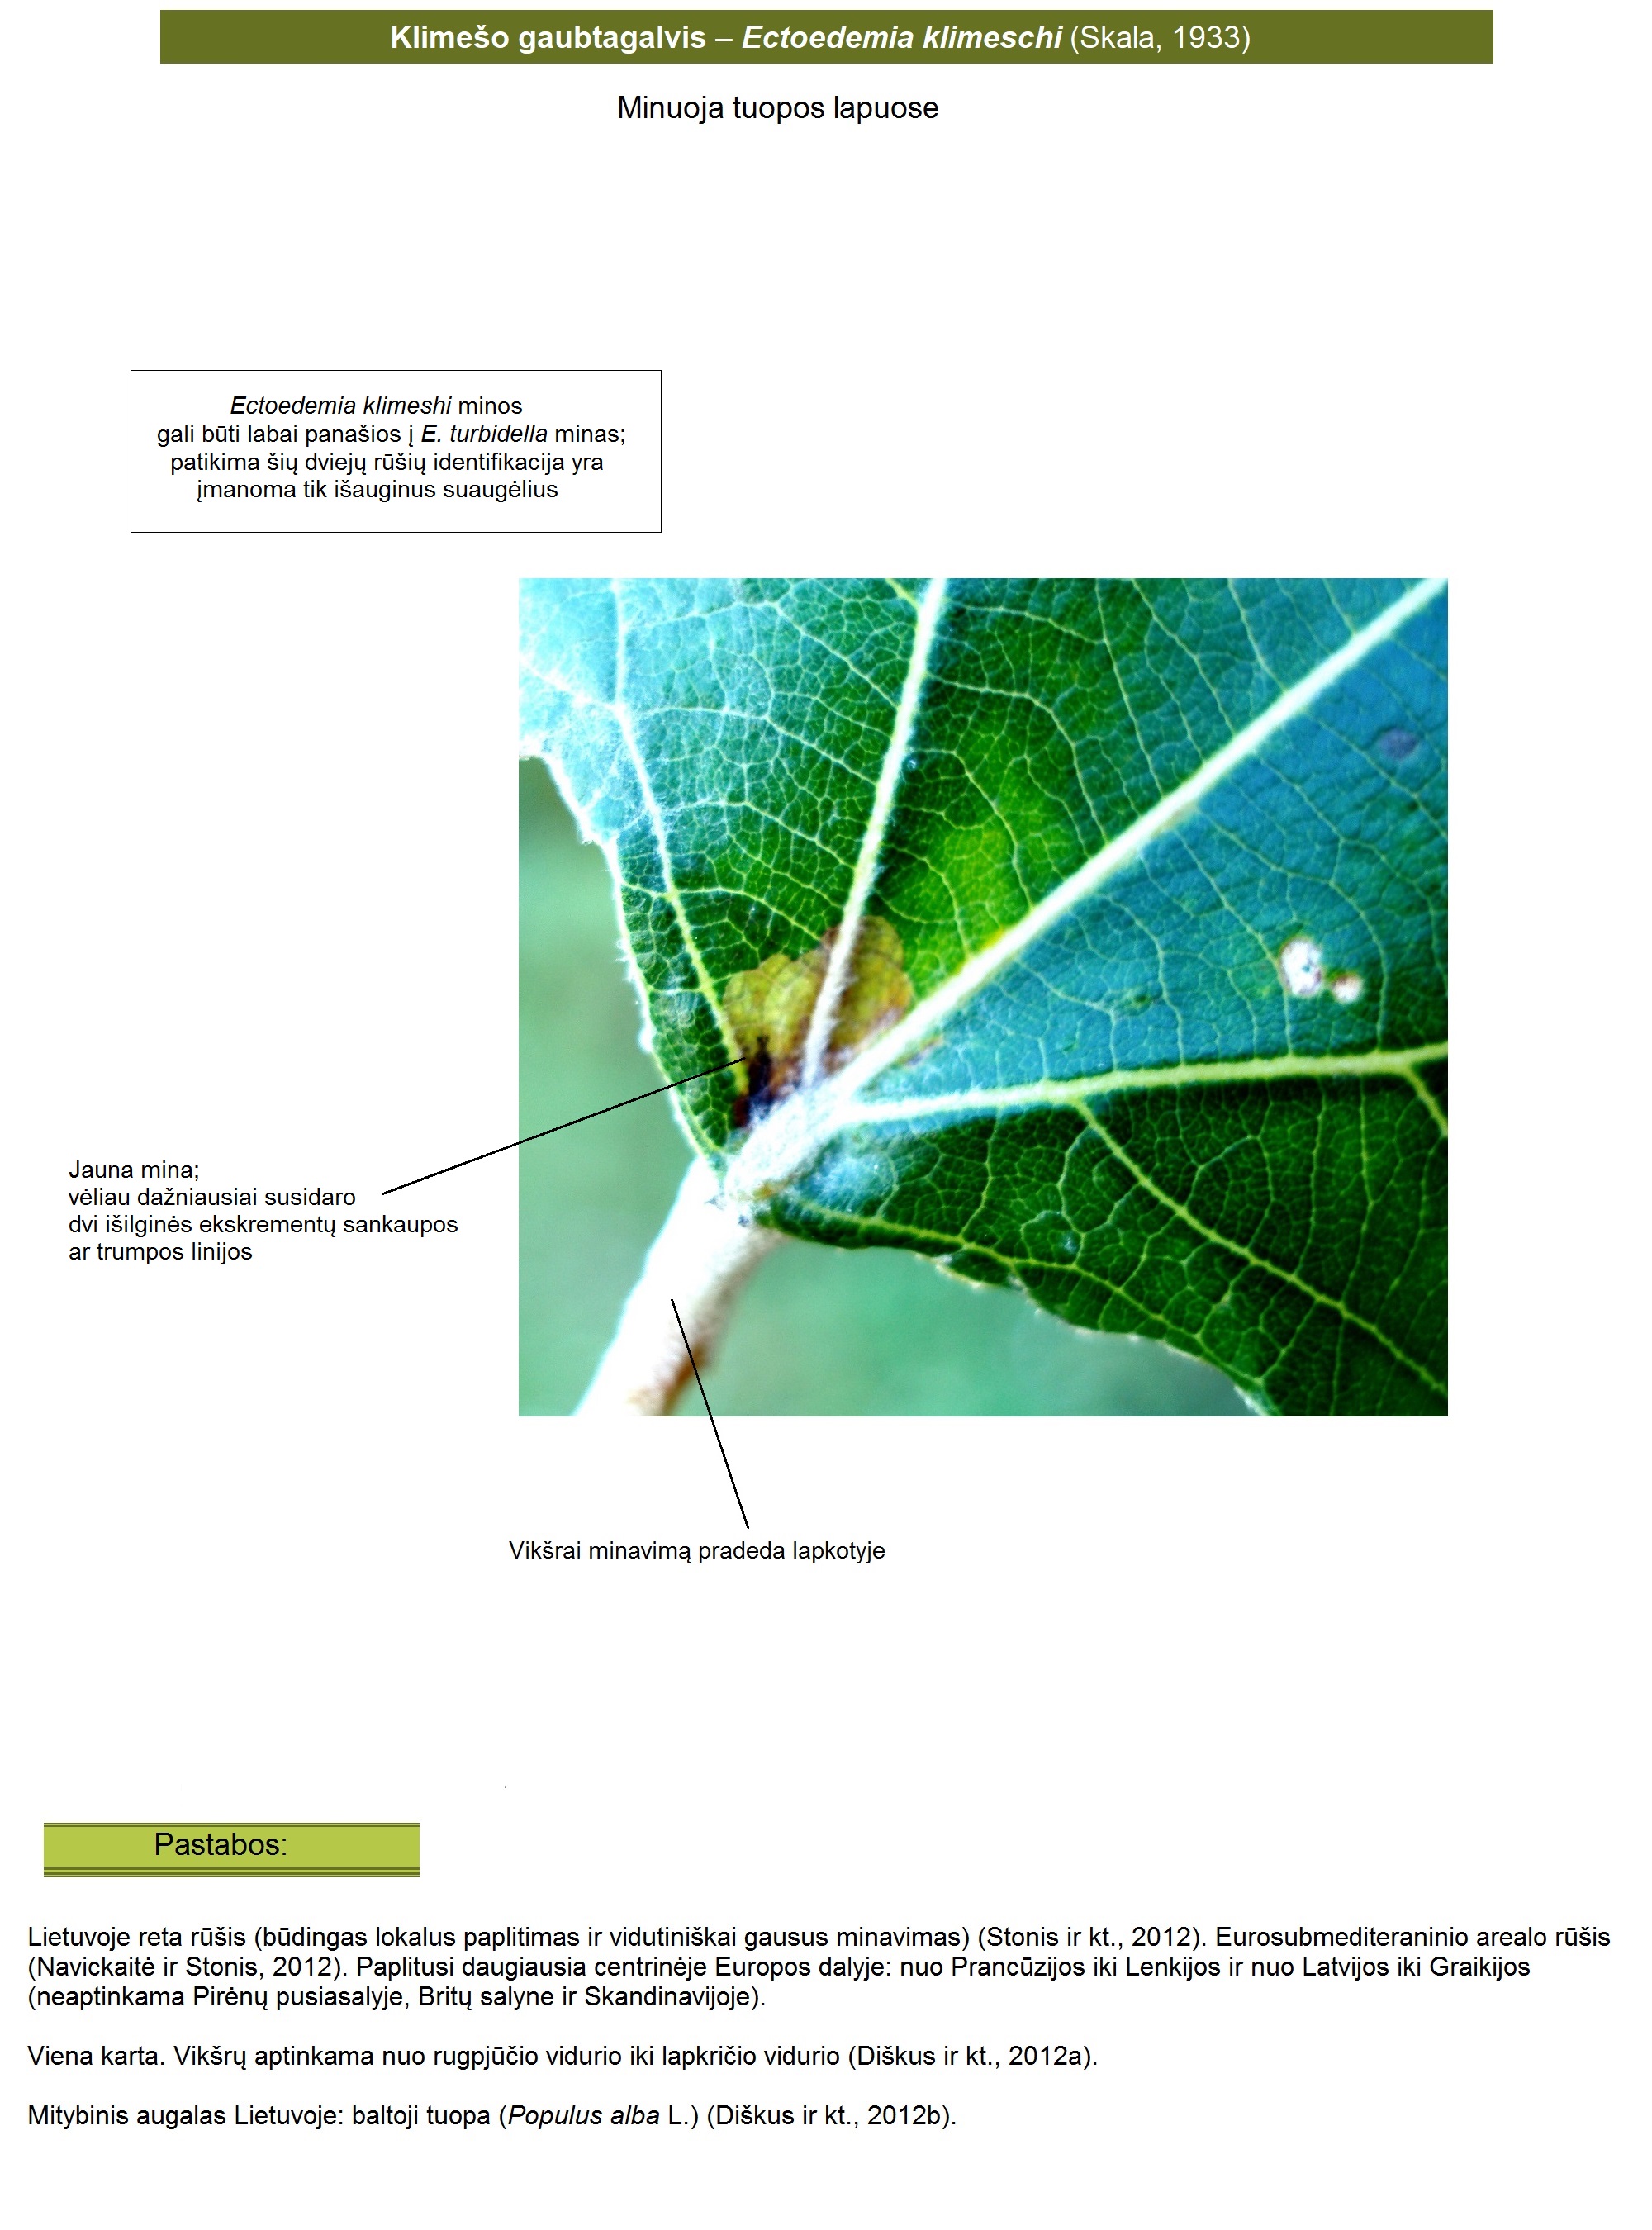 Klimešo gaubtagalvis – Ectoedemia klimeschi (Skala, 1933)
Minuoja tuopos lapuose
Ectoedemia klimeshi minos
gali būti labai panašios į E. turbidella minas;
patikima šių dviejų rūšių identifikacija yra
įmanoma tik išauginus suaugėlius
Jauna mina;
vėliau dažniausiai susidaro
dvi išilginės ekskrementų sankaupos
ar trumpos linijos
Vikšrai minavimą pradeda lapkotyje
Pastabos:
Lietuvoje reta rūšis (būdingas lokalus paplitimas ir vidutiniškai gausus minavimas) (Stonis ir kt., 2012). Eurosubmediteraninio arealo rūšis
(Navickaitė ir Stonis, 2012). Paplitusi daugiausia centrinėje Europos dalyje: nuo Prancūzijos iki Lenkijos ir nuo Latvijos iki Graikijos
(neaptinkama Pirėnų pusiasalyje, Britų salyne ir Skandinavijoje).
Viena karta. Vikšrų aptinkama nuo rugpjūčio vidurio iki lapkričio vidurio (Diškus ir kt., 2012a).
Mitybinis augalas Lietuvoje: baltoji tuopa (Populus alba L.) (Diškus ir kt., 2012b).